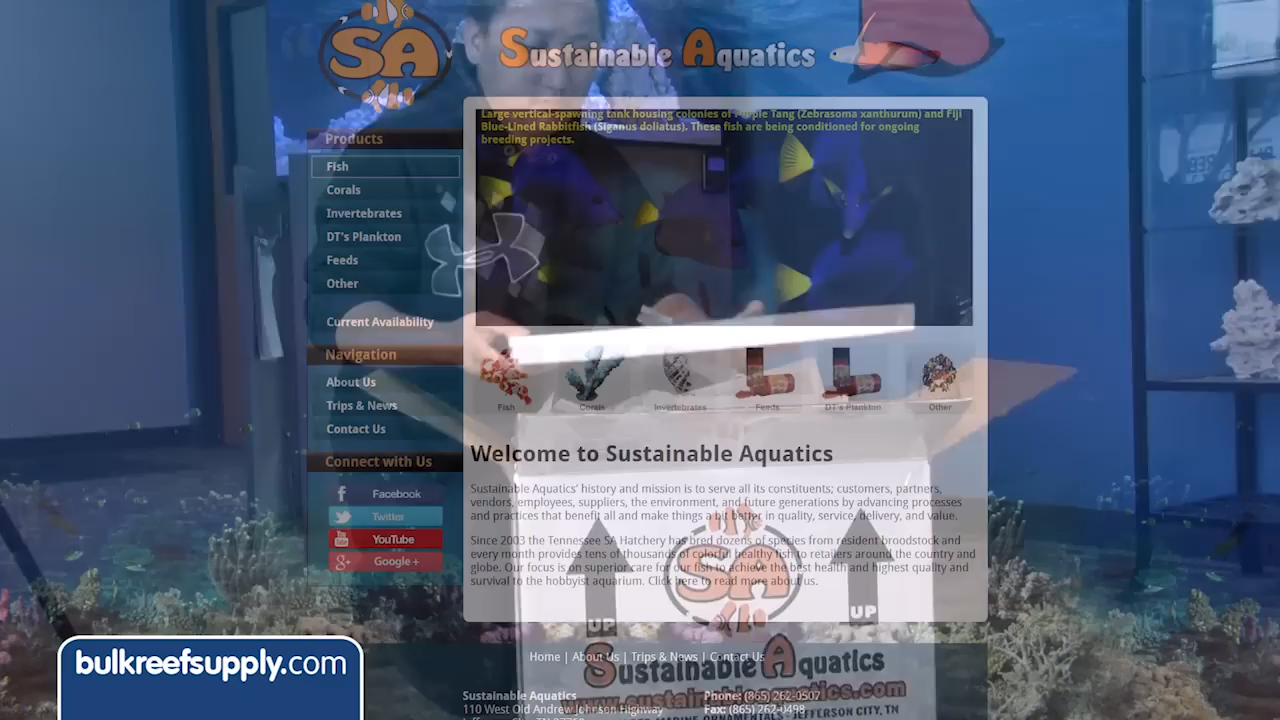 SA
Sustainable Aquatics
Large vertical-spawning tank housing colonies of Purple Tang (Zebrasoma xanthurum) and Fiji
Blue-Lined Rabbitfish (Siganus doliatus). These fish are being conditioned for ongoing
breeding projects.
Products
Fish
Corals
Invertebrates
DT's Plankton
Feeds
Other
Current Availability
Navigation
About Us
Trips & News
Contact Us
Connect with Us
Facebook
Twitter
YouTube
Google +
Fish
Corals
Invertebrates
Feeds
DT's Plankton
Other
Welcome to Sustainable Aquatics
Sustainable Aquatics' history and mission is to serve all its constituents; customers, partners,
vendors, employees, suppliers, the environment, and future generations by advancing processes
and practices that benefit all and make things a bit better in quality, service, delivery, and value.
Since 2003 the Tennessee SA Hatchery has bred dozens of species from resident broodstock and
every month provides tens of thousands of colorful healthy fish to retailers around the country and
globe. Our focus is on superior care for our fish to achieve the best health and highest quality and
survival to the hobbyist aquarium. Click here to read more about us.
SA
UP
UP
Home | About Us | Trips & News | Contact Us
Sustainable Aquatics
www.sustainableaquatics.com
MARINE ORNAMENTALS - JEFFERSON CITY, TN
Sustainable Aquatics
110 West Old Andrew Johnson Highway
Phone: (865) 262-0507
Fax: (865) 262-0498
bulkreefsupply.com